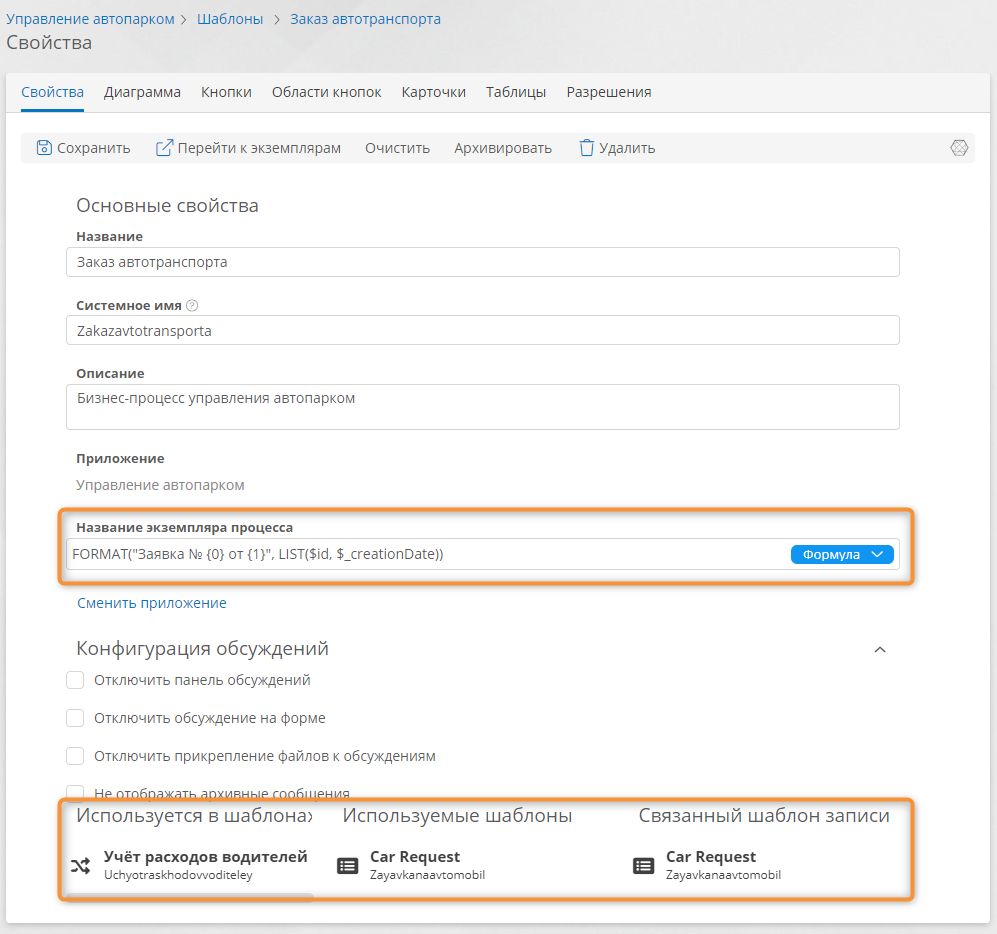 Управление автопарком > Шаблоны > Заказ автотранспорта
Свойства
Свойства Диаграмма Кнопки Области кнопок Карточки Таблицы Разрешения
Сохранить Перейти к экземплярам Очистить Архивировать Удалить
Основные свойства
Название
Заказ автотранспорта
Системное имя ?
Zakazavtotransporta
Описание
Бизнес-процесс управления автопарком
Приложение
Управление автопарком
Название экземпляра процесса
FORMAT("Заявка № {0} от {1}", LIST($id, $_creationDate)) Формула
Сменить приложение
Конфигурация обсуждений
Отключить панель обсуждений
Отключить обсуждение на форме
Отключить прикрепление файлов к обсуждениям
Не отображать архивные сообщения
Используется в шаблонах Используемые шаблоны Связанный шаблон записи
Учёт расходов водителей Car Request Car Request
Uchyotraskhodovvoditeley Zayavkanaavtomobil Zayavkanaavtomobil